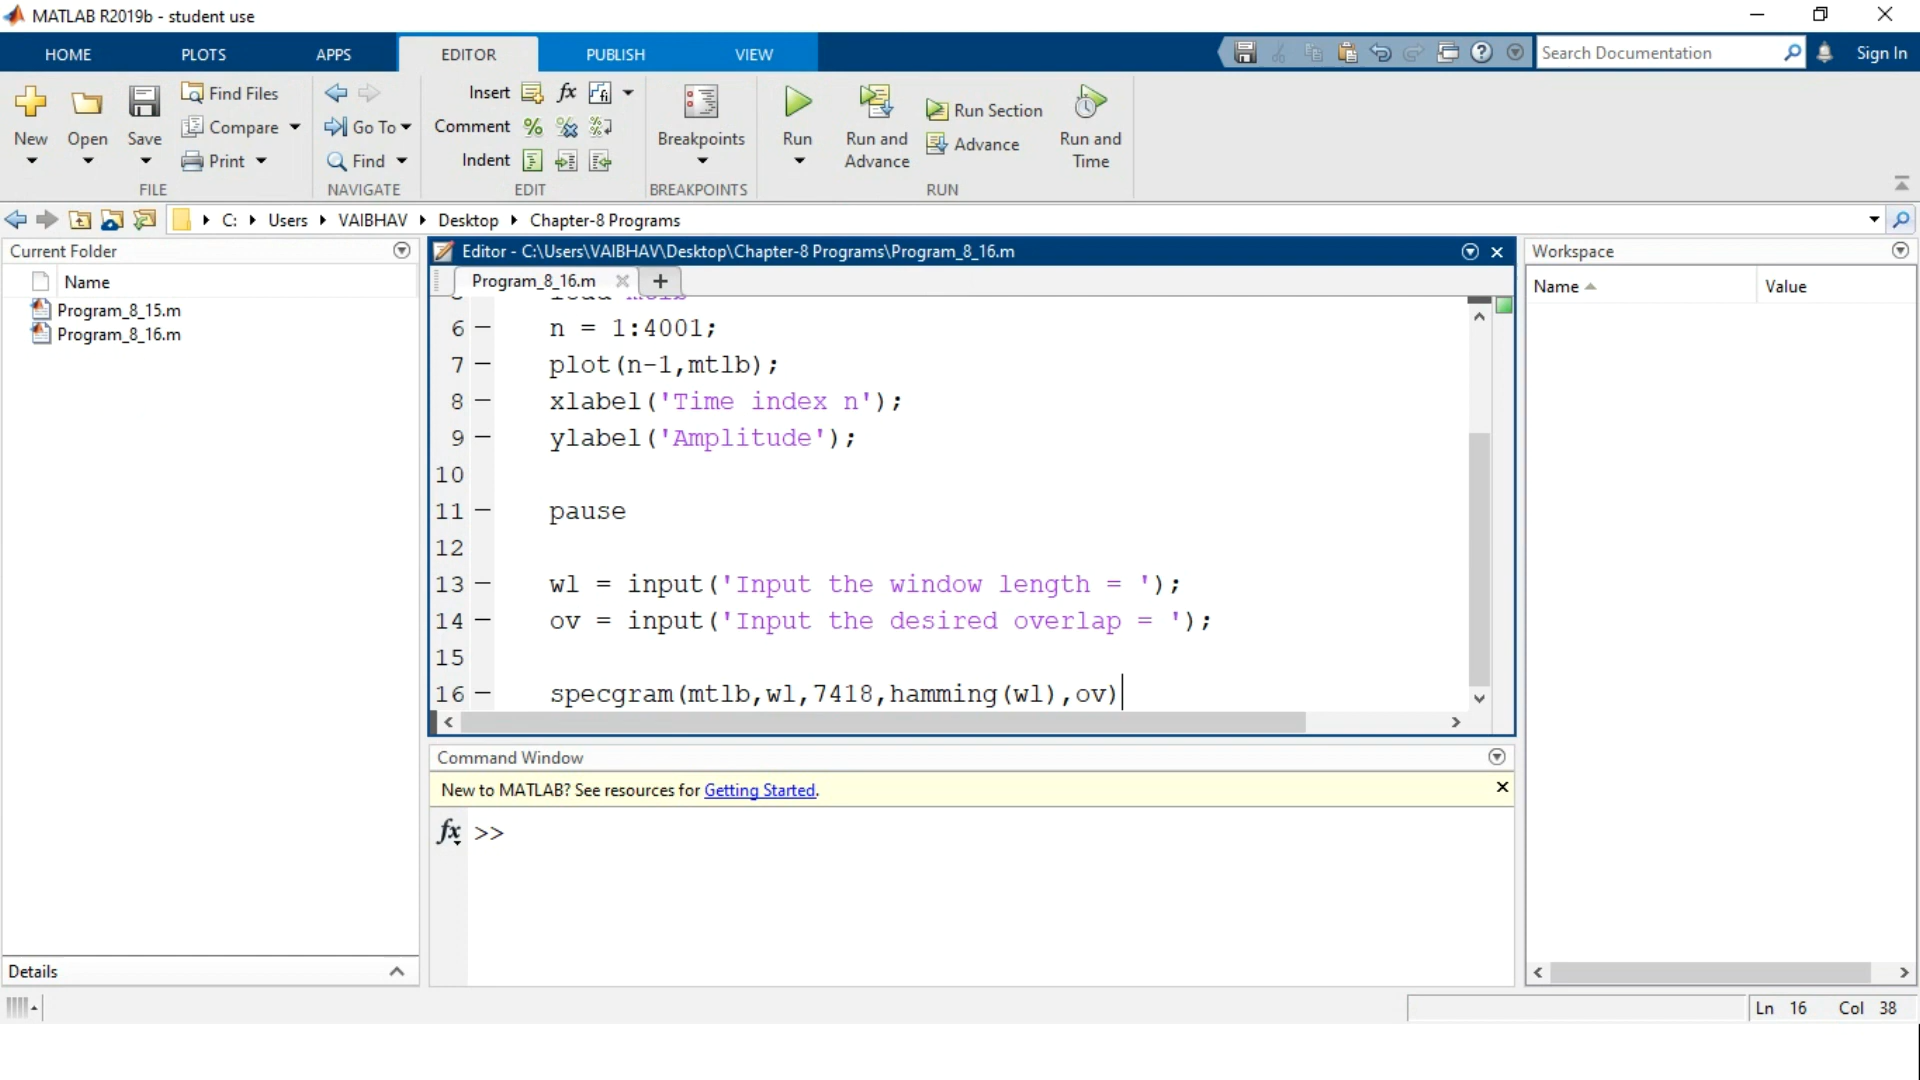 MATLAB R2019b - student use
HOME PLOTS APPS EDITOR PUBLISH VIEW Search Documentation Sign In
New Open Save Find Files Compare Print
FILE
Go To Find
NAVIGATE
Insert fx
Comment
Indent
EDIT
Breakpoints
BREAKPOINTS
Run Run and Advance Run Section Advance Run and Time
RUN
C: Users VAIBHAV Desktop Chapter-8 Programs
Current Folder
Name
Program_8_15.m
Program_8_16.m
Details
Editor - C:\Users\VAIBHAV\Desktop\Chapter-8 Programs\Program_8_16.m
Program_8_16.m
6 n = 1:4001;
7 plot(n-1,mtlb);
8 xlabel('Time index n');
9 ylabel('Amplitude');
10
11 pause
12
13 wl = input('Input the window length = ');
14 ov = input('Input the desired overlap = ');
15
16 specgram(mtlb,wl,7418,hamming(wl),ov)
Command Window
New to MATLAB? See resources for Getting Started.
fx >>
Workspace
Name Value
Ln 16 Col 38